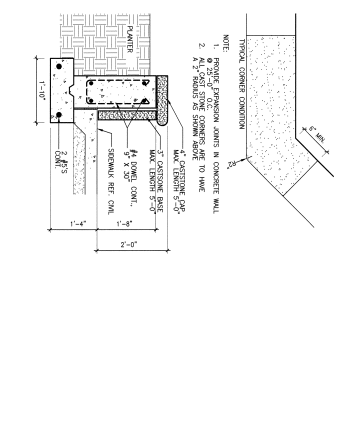 6" MIN.
TYPICAL CORNER CONDITION
NOTE:
1. PROVIDE EXPANSION JOINTS IN CONCRETE WALL
@ 25'-0" O.C.
2. ALL CAST STONE CORNERS ARE TO HAVE
A 2" RADIUS AS SHOWN ABOVE
PLANTER
4" CASTSTONE CAP
MAX. LENGTH 5'-0"
3" CASTSTONE BASE
MAX. LENGTH 5'-0"
#4 DOWEL CONT.,
9" X 30"
SIDEWALK REF. CIVIL
2 #5'S
CONT.
1'-10"
1'-4"
1'-8"
2'-0"